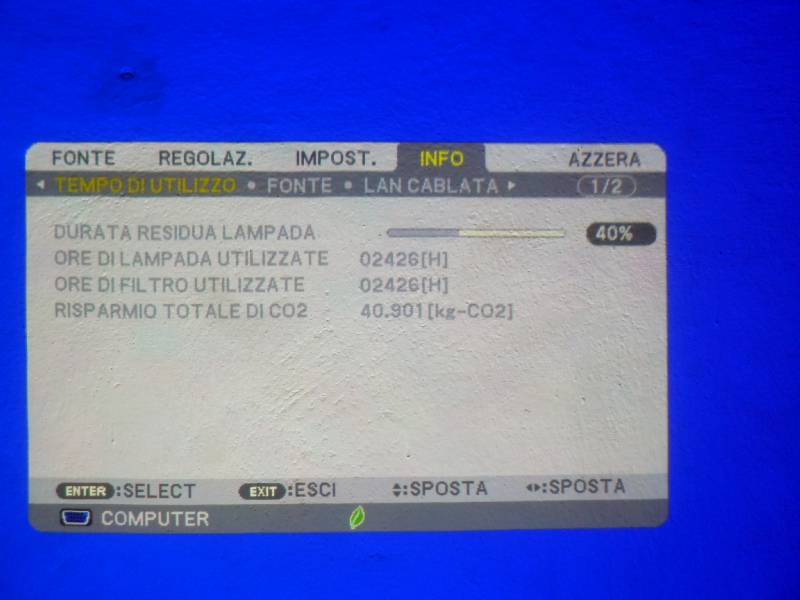 FONTE REGOLAZ. IMPOST. INFO AZZERA
TEMPO DI UTILIZZO • FONTE • LAN CABLATA 1/2
DURATA RESIDUA LAMPADA 40%
ORE DI LAMPADA UTILIZZATE 02426[H]
ORE DI FILTRO UTILIZZATE 02426[H]
RISPARMIO TOTALE DI CO2 40.901[kg-CO2]
ENTER:SELECT EXIT:ESCI :SPOSTA :SPOSTA
COMPUTER